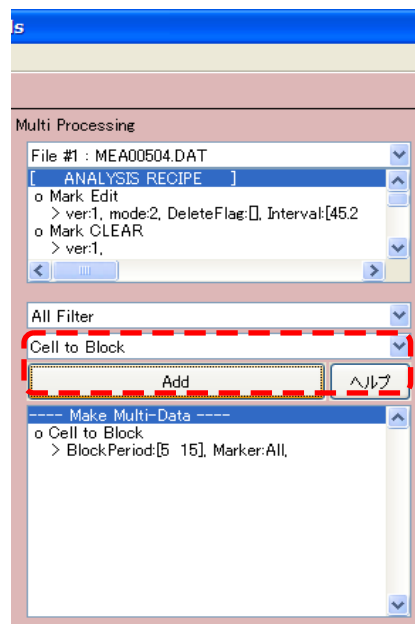 ls
Multi Processing
File #1 : MEA00504.DAT
[ ANALYSIS RECIPE ]
o Mark Edit
> ver:1, mode:2, DeleteFlag:[], Interval:[45.2
o Mark CLEAR
> ver:1,
All Filter
Cell to Block
Add ヘルプ
---- Make Multi-Data ----
o Cell to Block
> BlockPeriod:[5 15], Marker:All,